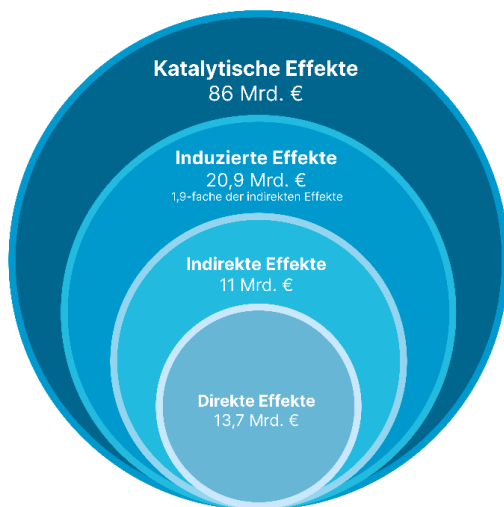 Katalytische Effekte
86 Mrd. €
Induzierte Effekte
20,9 Mrd. €
1,9-fache der indirekten Effekte
Indirekte Effekte
11 Mrd. €
Direkte Effekte
13,7 Mrd. €